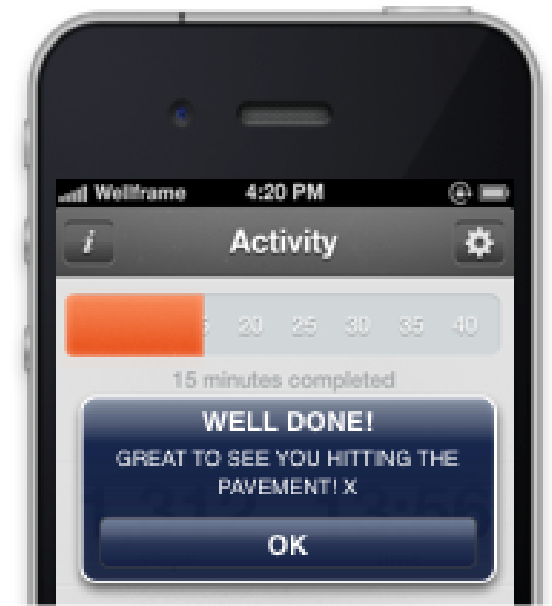 Wellframe 4:20 PM
i Activity
5 20 25 30 35 40
15 minutes completed
WELL DONE!
GREAT TO SEE YOU HITTING THE
PAVEMENT! X
OK